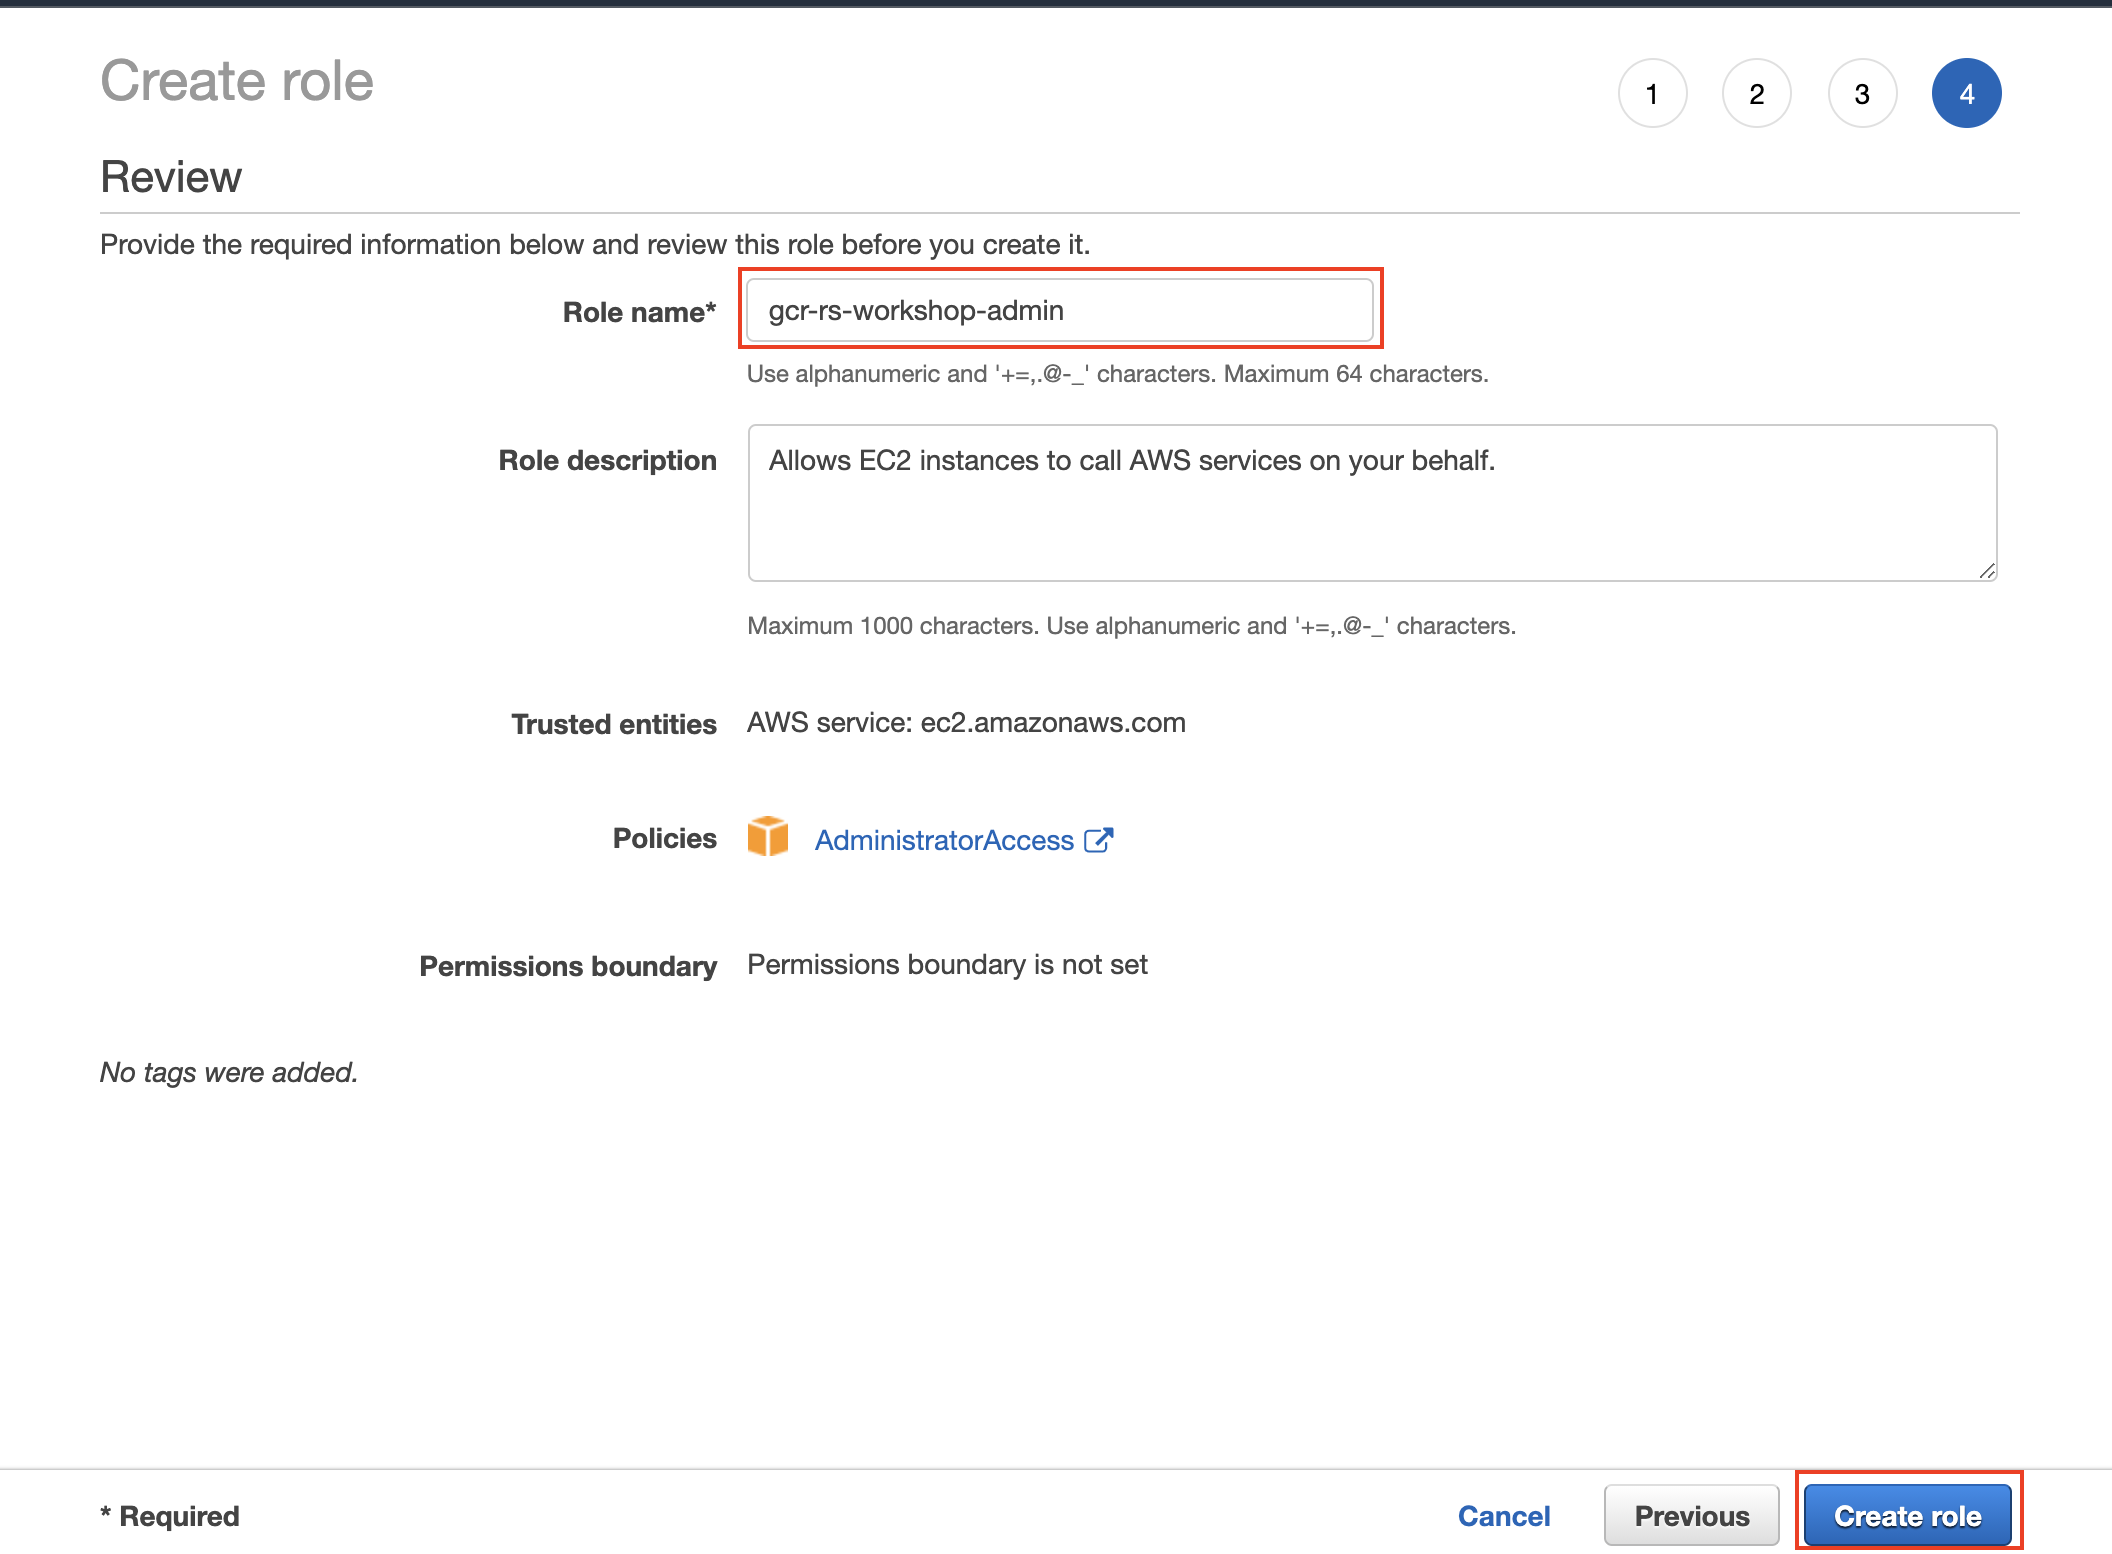 Create role
1 2 3 4
Review
Provide the required information below and review this role before you create it.
Role name* gcr-rs-workshop-admin
Use alphanumeric and '+=,.@-_' characters. Maximum 64 characters.
Role description Allows EC2 instances to call AWS services on your behalf.
Maximum 1000 characters. Use alphanumeric and '+=,.@-_' characters.
Trusted entities AWS service: ec2.amazonaws.com
Policies AdministratorAccess
Permissions boundary Permissions boundary is not set
No tags were added.
* Required Cancel Previous Create role